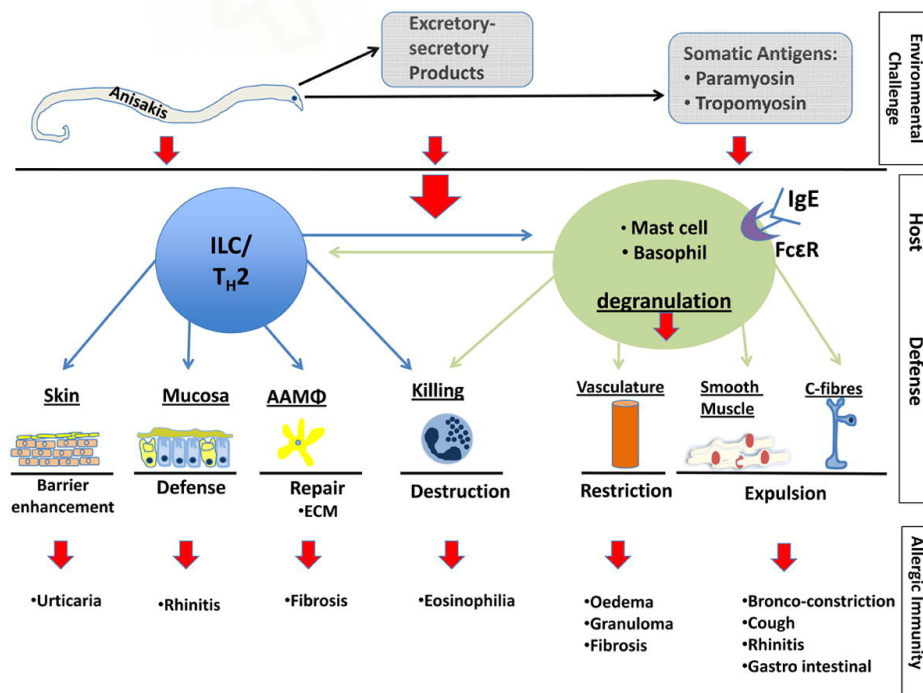 Excretory-
secretory
Products
Somatic Antigens:
• Paramyosin
• Tropomyosin
Anisakis
Environmental
Challenge
ILC/
TH2
• Mast cell
• Basophil
degranulation
IgE
FcεR
Host
Defense
Skin
Mucosa
AAMΦ
Killing
Vasculature
Smooth
Muscle
C-fibres
Barrier
enhancement
Defense
Repair
•ECM
Destruction
Restriction
Expulsion
•Urticaria
•Rhinitis
•Fibrosis
•Eosinophilia
•Oedema
•Granuloma
•Fibrosis
•Bronco-constriction
•Cough
•Rhinitis
•Gastro intestinal
Allergic Immunity